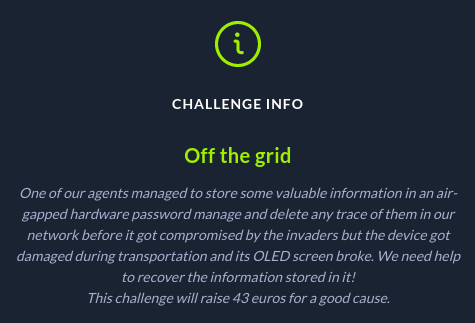 CHALLENGE INFO
Off the grid
One of our agents managed to store some valuable information in an air-
gapped hardware password manage and delete any trace of them in our
network before it got compromised by the invaders but the device got
damaged during transportation and its OLED screen broke. We need help
to recover the information stored in it!
This challenge will raise 43 euros for a good cause.